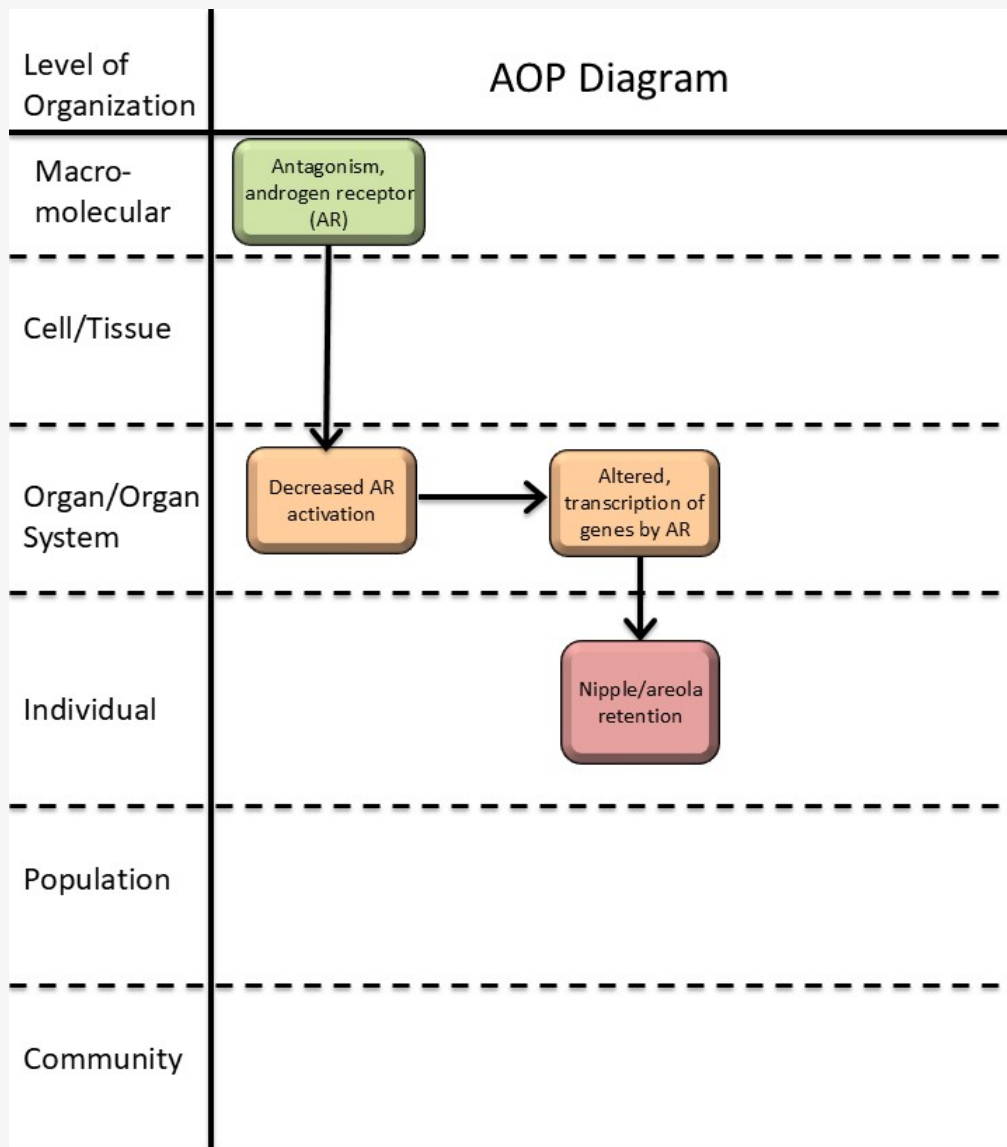 Level of
Organization
AOP Diagram
Macro-
molecular
Antagonism,
androgen receptor
(AR)
Cell/Tissue
Organ/Organ
System
Decreased AR
activation
Altered,
transcription of
genes by AR
Individual
Nipple/areola
retention
Population
Community